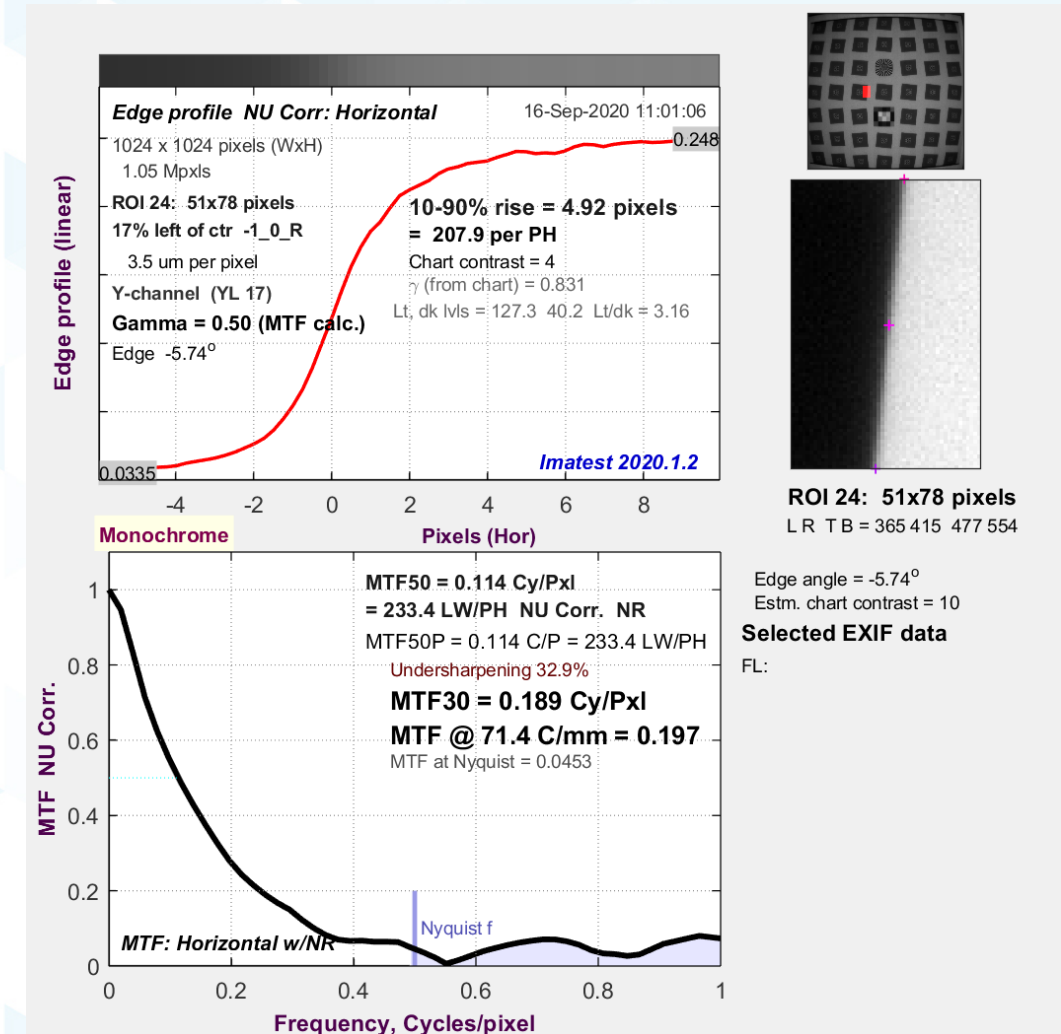 Edge profile NU Corr: Horizontal
16-Sep-2020 11:01:06
1024 x 1024 pixels (WxH)
1.05 Mpxls
ROI 24: 51x78 pixels
17% left of ctr -1_0_R
3.5 um per pixel
Y-channel (YL 17)
Gamma = 0.50 (MTF calc.)
Edge -5.74º
0.248
10-90% rise = 4.92 pixels
= 207.9 per PH
Chart contrast = 4
γ (from chart) = 0.831
Lt, dk lvls = 127.3 40.2 Lt/dk = 3.16
0.0335
Imatest 2020.1.2
Edge profile (linear)
-4 -2 0 2 4 6 8
Pixels (Hor)
Monochrome
MTF50 = 0.114 Cy/Pxl
= 233.4 LW/PH NU Corr. NR
MTF50P = 0.114 C/P = 233.4 LW/PH
Undersharpening 32.9%
MTF30 = 0.189 Cy/Pxl
MTF @ 71.4 C/mm = 0.197
MTF at Nyquist = 0.0453
1
0.8
0.6
0.4
0.2
0
MTF NU Corr.
Nyquist f
MTF: Horizontal w/NR
0 0.2 0.4 0.6 0.8 1
Frequency, Cycles/pixel
ROI 24: 51x78 pixels
L R T B = 365 415 477 554
Edge angle = -5.74º
Estm. chart contrast = 10
Selected EXIF data
FL: